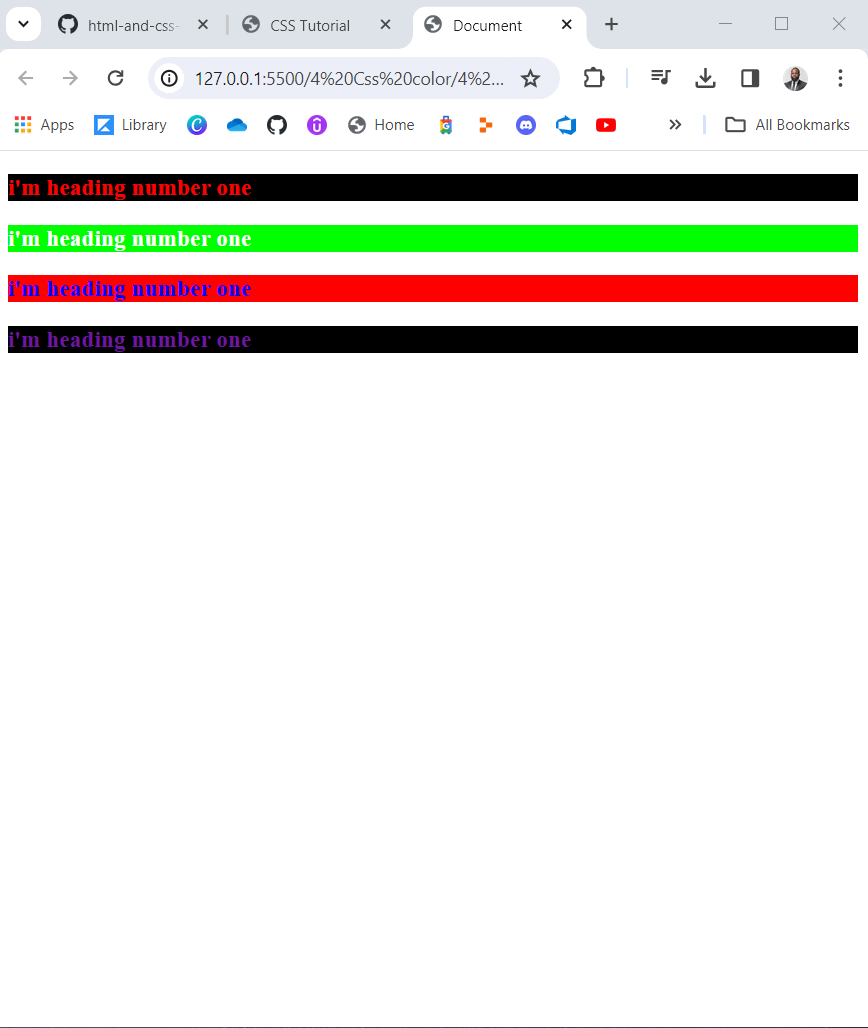 html-and-css-
CSS Tutorial
Document
127.0.0.1:5500/4%20Css%20color/4%2...
Apps
Library
Home
All Bookmarks
i'm heading number one
i'm heading number one
i'm heading number one
i'm heading number one